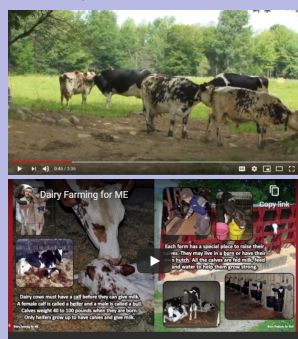 0:40 / 3:36
Dairy Farming for ME
Copy link
Dairy cows must have a calf before they can give milk.
A female calf is called a heifer and a male is called a bull.
Calves weight 40 to 100 pounds when they are born
Only heifers grow up to have calves and give milk.
Each farm has a special place to raise their
calves. They may live in a barn or have their
own hutch. All the calves are fed milk, feed
and water to help them grow strong.